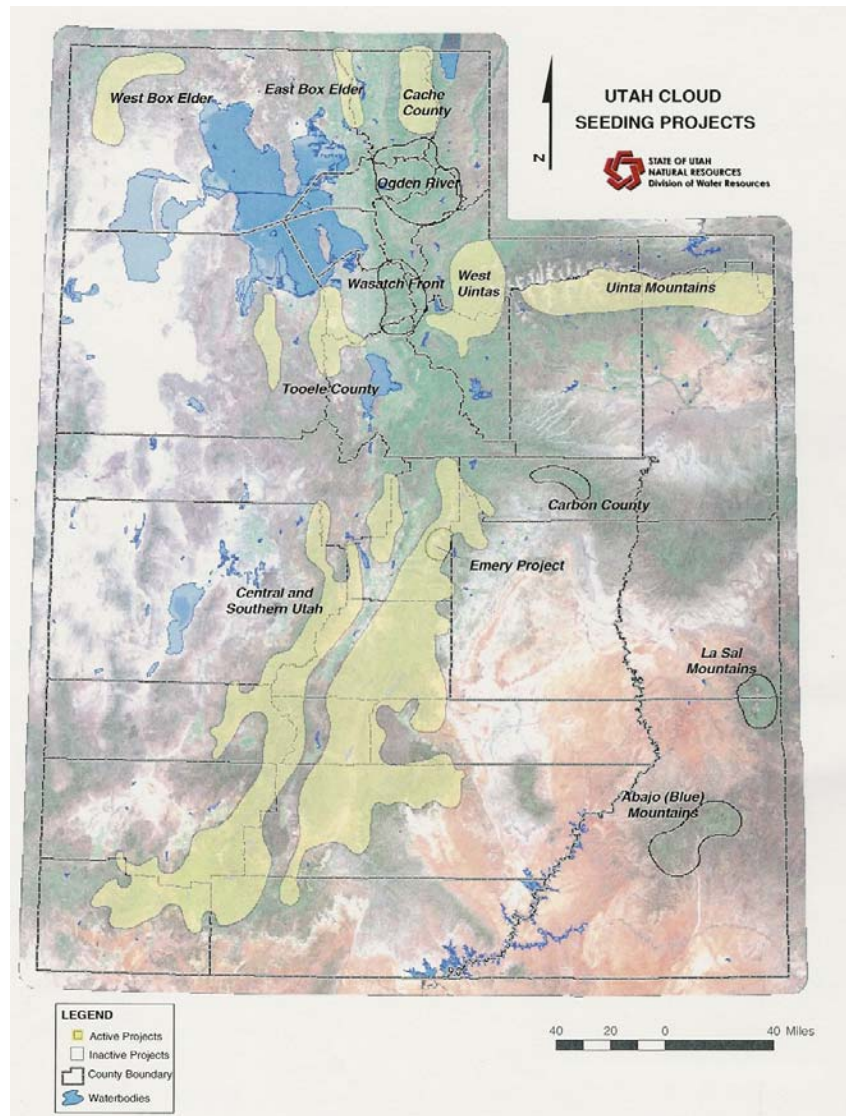 UTAH CLOUD
SEEDING PROJECTS
N
STATE OF UTAH
NATURAL RESOURCES
Division of Water Resources
West Box Elder
East Box Elder
Cache
County
Ogden River
Wasatch Front
West
Uintas
Uinta Mountains
Tooele County
Carbon County
Emery Project
Central and
Southern Utah
La Sal
Mountains
Abajo (Blue)
Mountains
LEGEND
Active Projects
Inactive Projects
County Boundary
Waterbodies
40 20 0 40 Miles